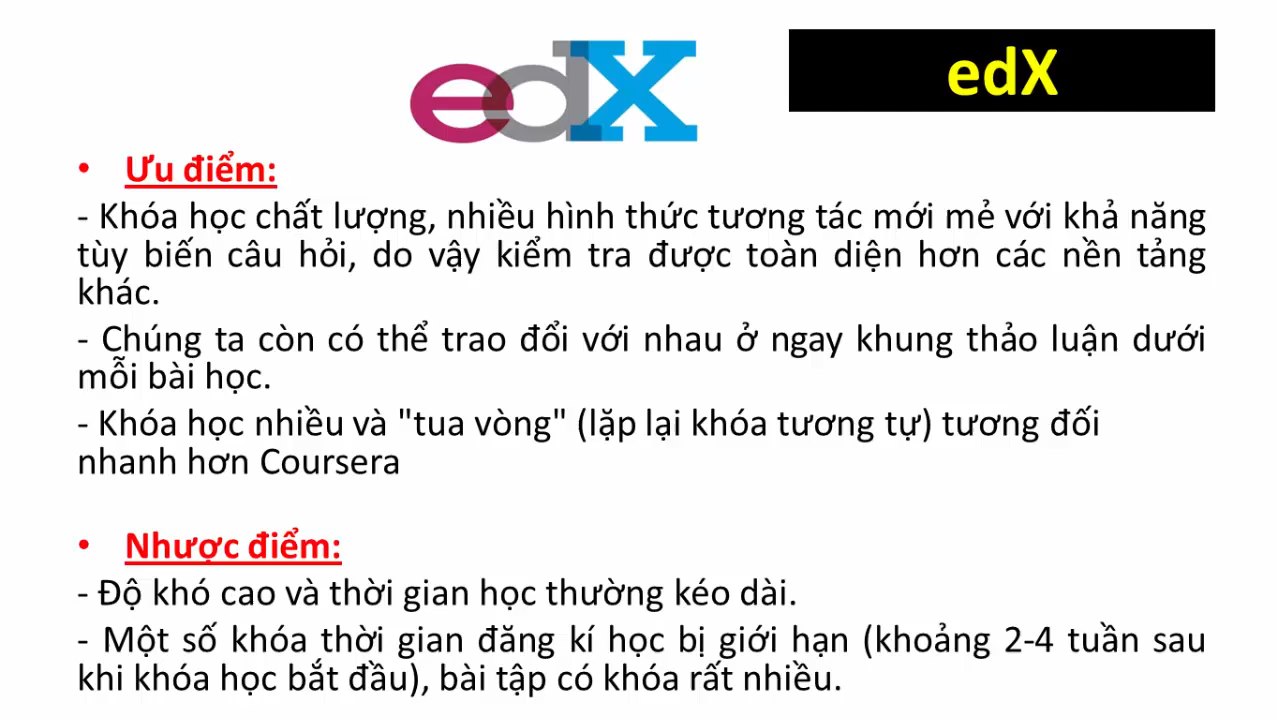 edX
edX
• Ưu điểm:
- Khóa học chất lượng, nhiều hình thức tương tác mới mẻ với khả năng
tùy biến câu hỏi, do vậy kiểm tra được toàn diện hơn các nền tảng
khác.
- Chúng ta còn có thể trao đổi với nhau ở ngay khung thảo luận dưới
mỗi bài học.
- Khóa học nhiều và "tua vòng" (lặp lại khóa tương tự) tương đối
nhanh hơn Coursera
• Nhược điểm:
- Độ khó cao và thời gian học thường kéo dài.
- Một số khóa thời gian đăng kí học bị giới hạn (khoảng 2-4 tuần sau
khi khóa học bắt đầu), bài tập có khóa rất nhiều.